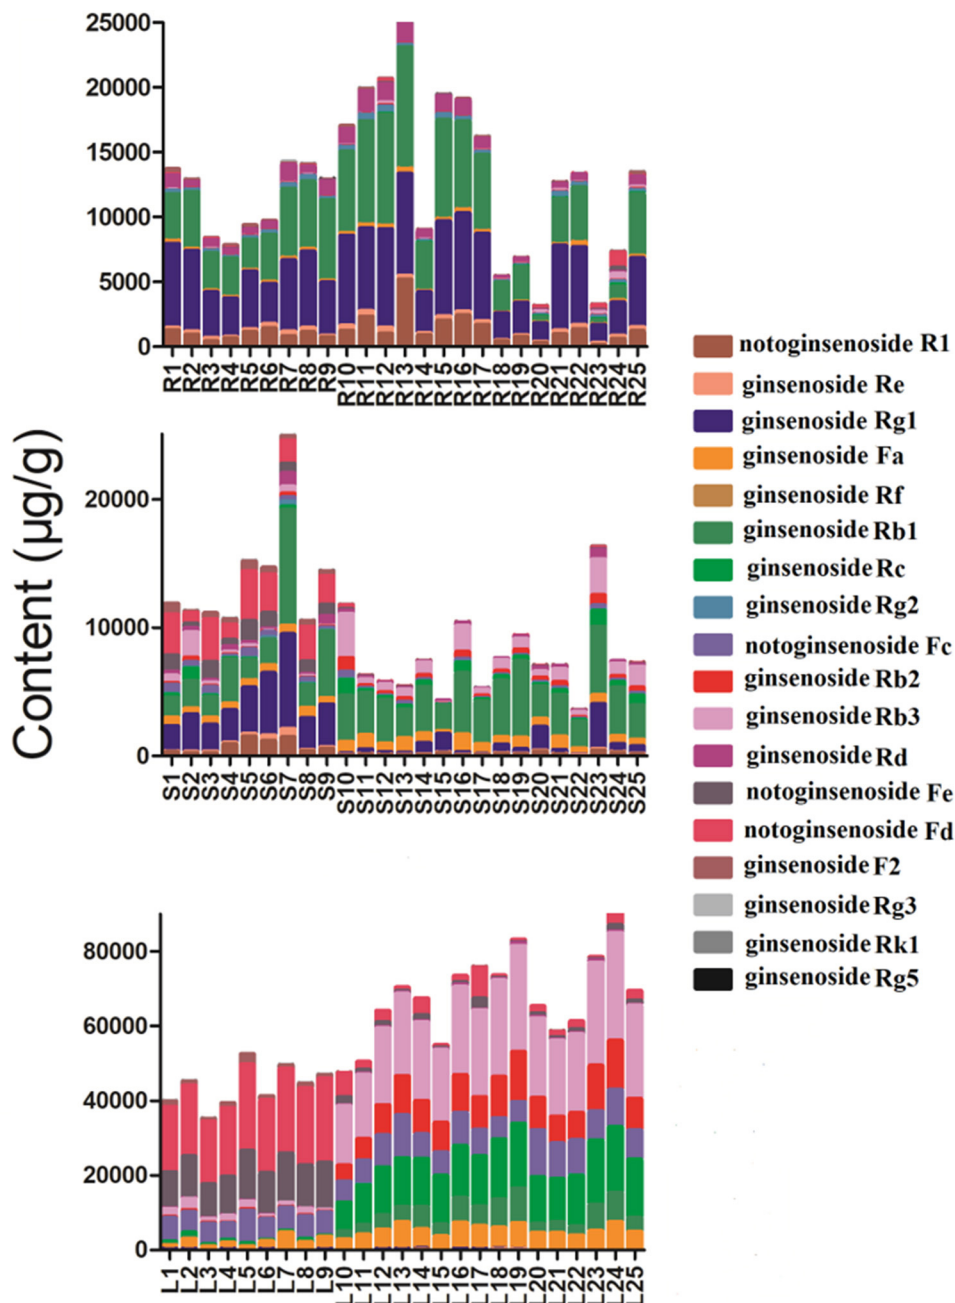 Content (µg/g)
25000
20000
15000
10000
5000
0
R1 R2 R3 R4 R5 R6 R7 R8 R9 R10 R11 R12 R13 R14 R15 R16 R17 R18 R19 R20 R21 R22 R23 R24 R25
20000
10000
0
S1 S2 S3 S4 S5 S6 S7 S8 S9 S10 S11 S12 S13 S14 S15 S16 S17 S18 S19 S20 S21 S22 S23 S24 S25
80000
60000
40000
20000
0
L1 L2 L3 L4 L5 L6 L7 L8 L9 L10 L11 L12 L13 L14 L15 L16 L17 L18 L19 L20 L21 L22 L23 L24 L25
notoginsenoside R1
ginsenoside Re
ginsenoside Rg1
ginsenoside Fa
ginsenoside Rf
ginsenoside Rb1
ginsenoside Rc
ginsenoside Rg2
notoginsenoside Fc
ginsenoside Rb2
ginsenoside Rb3
ginsenoside Rd
notoginsenoside Fe
notoginsenoside Fd
ginsenoside F2
ginsenoside Rg3
ginsenoside Rk1
ginsenoside Rg5